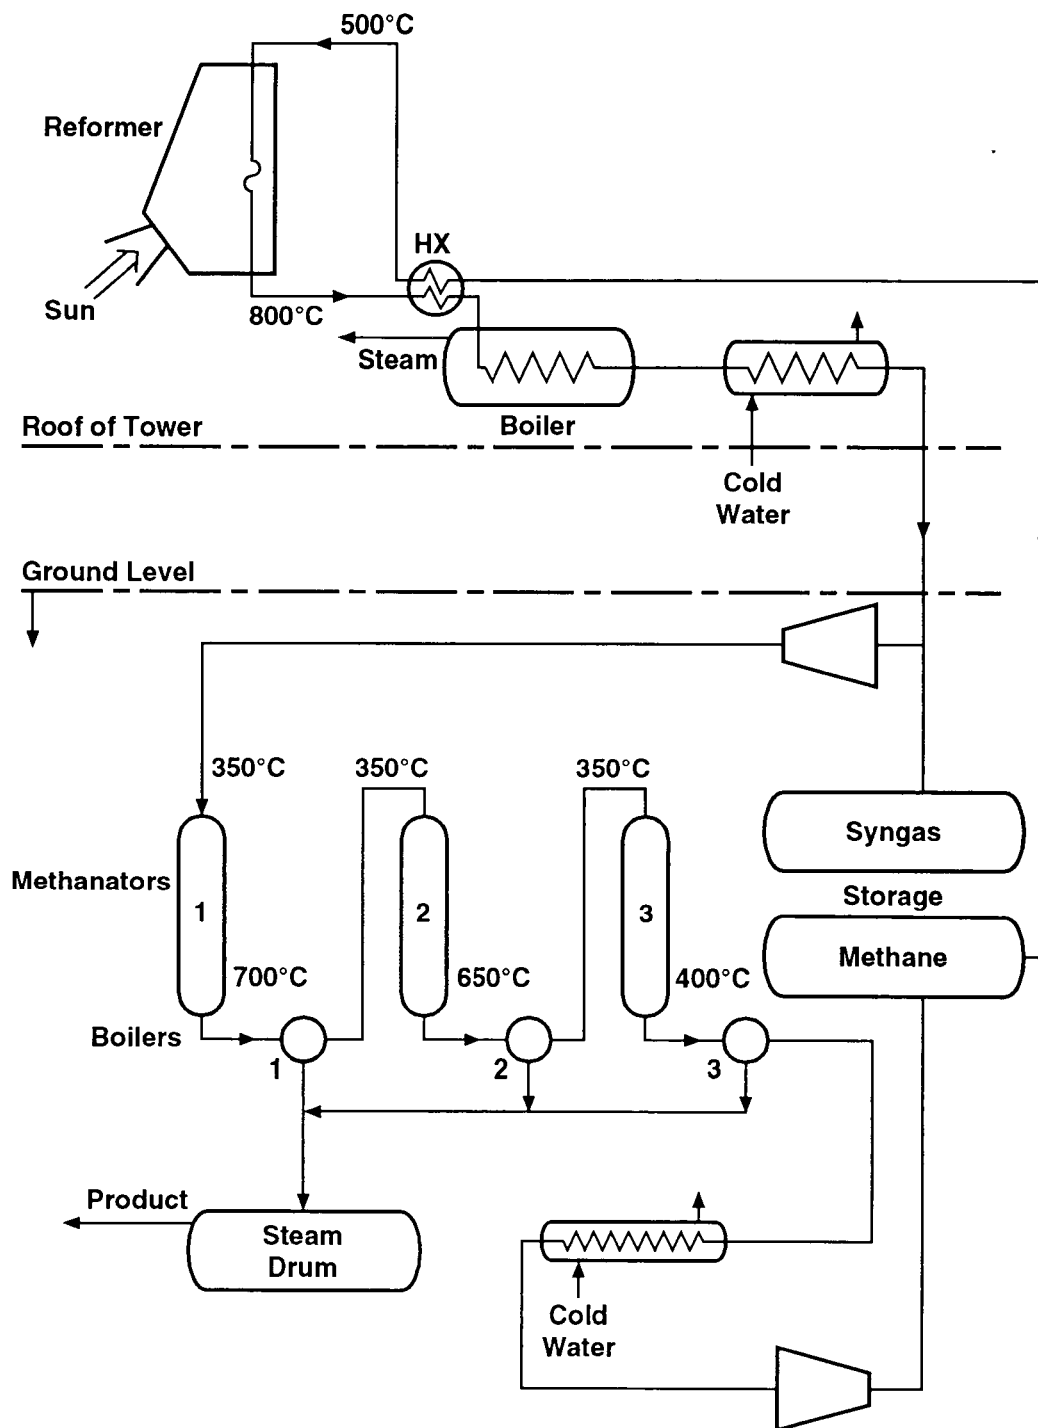 500°C
Reformer
HX
Sun
800°C
Steam
Boiler
Roof of Tower
Cold
Water
Ground Level
350°C
350°C
350°C
Syngas
Methanators
Storage
1
2
3
Methane
700°C
650°C
400°C
Boilers
1
2
3
Product
Steam
Drum
Cold
Water